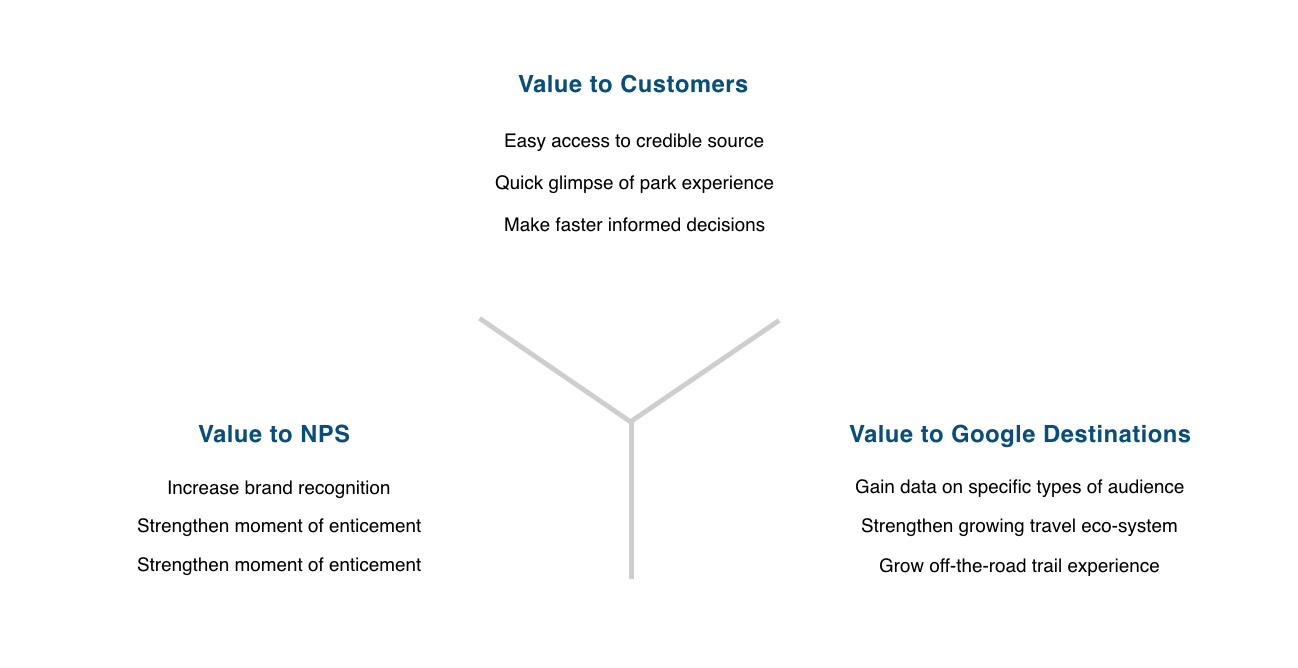 Value to Customers
Easy access to credible source
Quick glimpse of park experience
Make faster informed decisions
Value to NPS
Increase brand recognition
Strengthen moment of enticement
Strengthen moment of enticement
Value to Google Destinations
Gain data on specific types of audience
Strengthen growing travel eco-system
Grow off-the-road trail experience